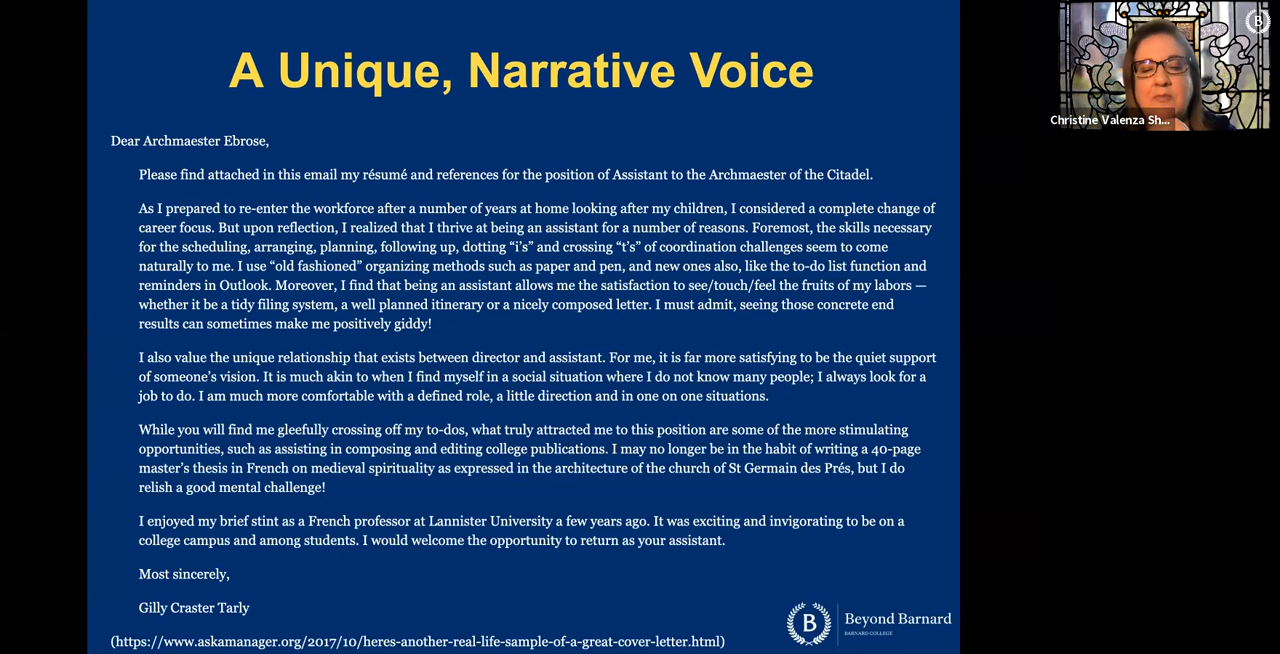 A Unique, Narrative Voice
Dear Archmaester Ebrose,
Please find attached in this email my résumé and references for the position of Assistant to the Archmaester of the Citadel.
As I prepared to re-enter the workforce after a number of years at home looking after my children, I considered a complete change of
career focus. But upon reflection, I realized that I thrive at being an assistant for a number of reasons. Foremost, the skills necessary
for the scheduling, arranging, planning, following up, dotting “i’s” and crossing “t’s” of coordination challenges seem to come
naturally to me. I use “old fashioned” organizing methods such as paper and pen, and new ones also, like the to-do list function and
reminders in Outlook. Moreover, I find that being an assistant allows me the satisfaction to see/touch/feel the fruits of my labors —
whether it be a tidy filing system, a well planned itinerary or a nicely composed letter. I must admit, seeing those concrete end
results can sometimes make me positively giddy!
I also value the unique relationship that exists between director and assistant. For me, it is far more satisfying to be the quiet support
of someone’s vision. It is much akin to when I find myself in a social situation where I do not know many people; I always look for a
job to do. I am much more comfortable with a defined role, a little direction and in one on one situations.
While you will find me gleefully crossing off my to-dos, what truly attracted me to this position are some of the more stimulating
opportunities, such as assisting in composing and editing college publications. I may no longer be in the habit of writing a 40-page
master’s thesis in French on medieval spirituality as expressed in the architecture of the church of St Germain des Prés, but I do
relish a good mental challenge!
I enjoyed my brief stint as a French professor at Lannister University a few years ago. It was exciting and invigorating to be on a
college campus and among students. I would welcome the opportunity to return as your assistant.
Most sincerely,
Gilly Craster Tarly
(https://www.askamanager.org/2017/10/heres-another-real-life-sample-of-a-great-cover-letter.html)
B
Beyond Barnard
BARNARD COLLEGE
B
Christine Valenza Sh...